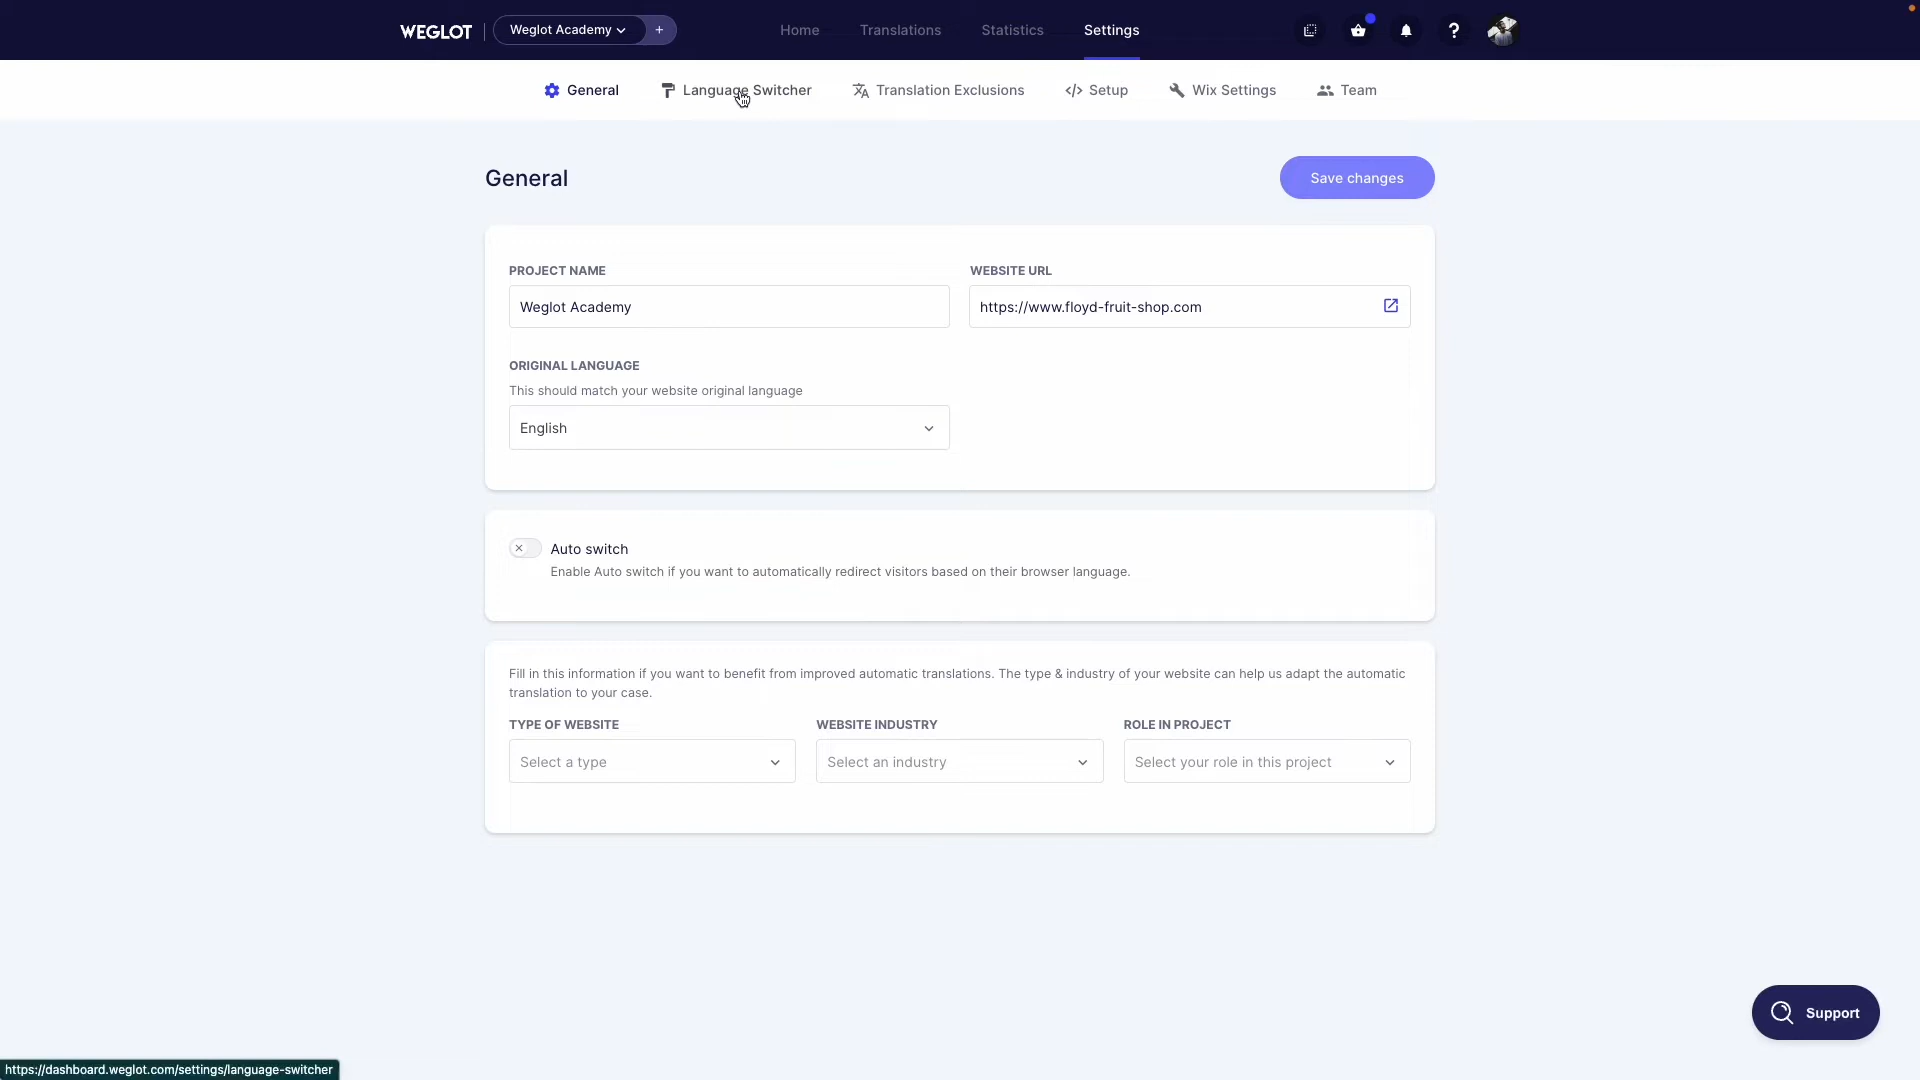 WEGLOT
Weglot Academy
+
Home
Translations
Statistics
Settings
?
General
Language Switcher
Translation Exclusions
</> Setup
Wix Settings
Team
General
Save changes
PROJECT NAME
WEBSITE URL
Weglot Academy
https://www.floyd-fruit-shop.com
ORIGINAL LANGUAGE
This should match your website original language
English
Auto switch
Enable Auto switch if you want to automatically redirect visitors based on their browser language.
Fill in this information if you want to benefit from improved automatic translations. The type & industry of your website can help us adapt the automatic
translation to your case.
TYPE OF WEBSITE
WEBSITE INDUSTRY
ROLE IN PROJECT
Select a type
Select an industry
Select your role in this project
Support
https://dashboard.weglot.com/settings/language-switcher